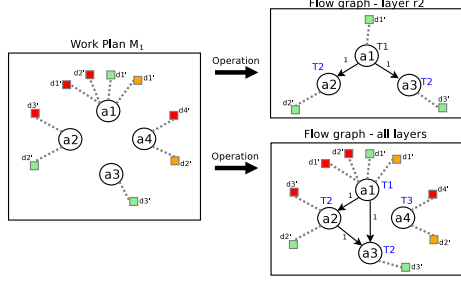 Work Plan M1
d1' d2' d1' d1'
a1
d3' d4'
a2 a4
d2' d2'
a3
d3'
Operation
Operation
Flow graph - layer r2
d1'
T1
a1
T2 1 1 T2
a2 a3
d2' d3'
Flow graph - all layers
d1' d2' d1' d1'
d3' d4'
a1 T1
T2 1 T3
a2 1 a4
d2' 1 T2 d2'
a3
d3'